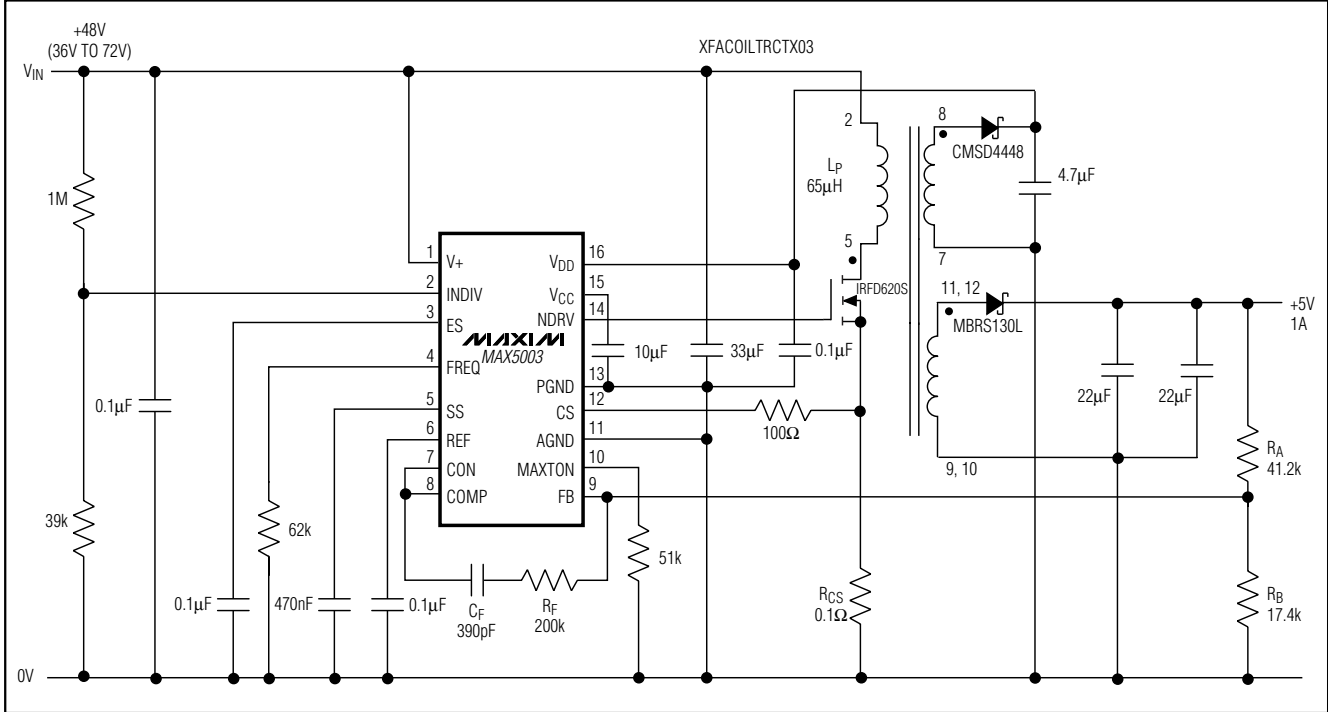 +48V
(36V TO 72V)
VIN
XFACOILTRCTX03
2
8
CMSD4448
LP
65µH
4.7µF
1M
5
7
1
V+
VDD
16
2
INDIV
VCC
15
3
ES
NDRV
14
IRFD620S
11, 12
MBRS130L
+5V
1A
MAXIM
MAX5003
4
FREQ
10µF
33µF
0.1µF
PGND
13
22µF
22µF
0.1µF
5
SS
CS
12
100Ω
6
REF
AGND
11
7
CON
MAXTON
10
9, 10
RA
41.2k
8
COMP
FB
9
39k
62k
51k
0.1µF
470nF
0.1µF
CF
390pF
RF
200k
RCS
0.1Ω
RB
17.4k
0V